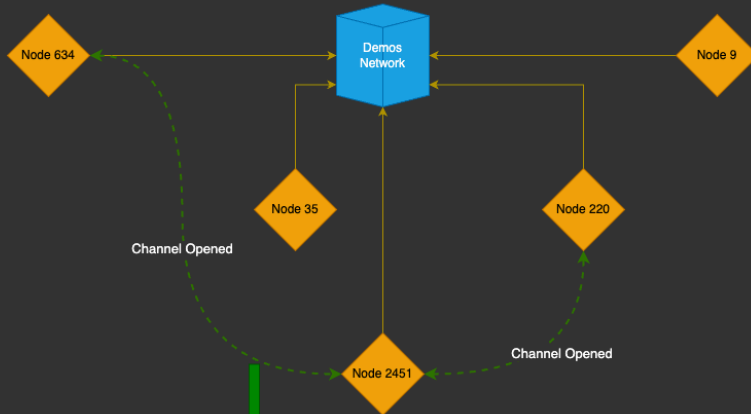 Node 634
Demos
Network
Node 9
Node 35
Node 220
Channel Opened
Channel Opened
Node 2451